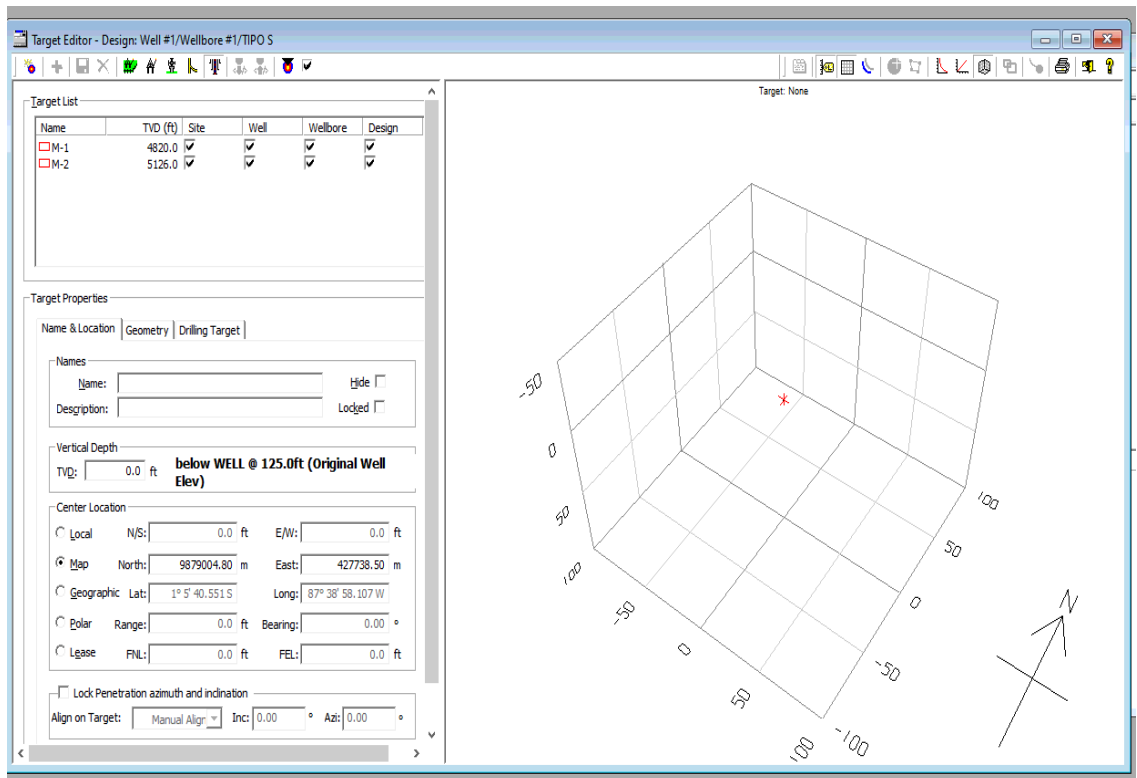 Target Editor - Design: Well #1/Wellbore #1/TIPO S
Target: None
Target List
Name TVD (ft) Site Well Wellbore Design
M-1 4820.0
M-2 5126.0
Target Properties
Name & Location Geometry Drilling Target
Names
Name: Hide
Description: Locked
Vertical Depth
TVD: 0.0 ft below WELL @ 125.0ft (Original Well
Elev)
Center Location
Local N/S: 0.0 ft E/W: 0.0 ft
Map North: 9879004.80 m East: 427738.50 m
Geographic Lat: 1° 5' 40.551 S Long: 87° 38' 58.107 W
Polar Range: 0.0 ft Bearing: 0.00 °
Lease FNL: 0.0 ft FEL: 0.0 ft
Lock Penetration azimuth and inclination
Align on Target: Manual Aligr Inc: 0.00 ° Azi: 0.00 °
-50
0
50
100
-50
0
50
100
-100
-50
0
50
100
N